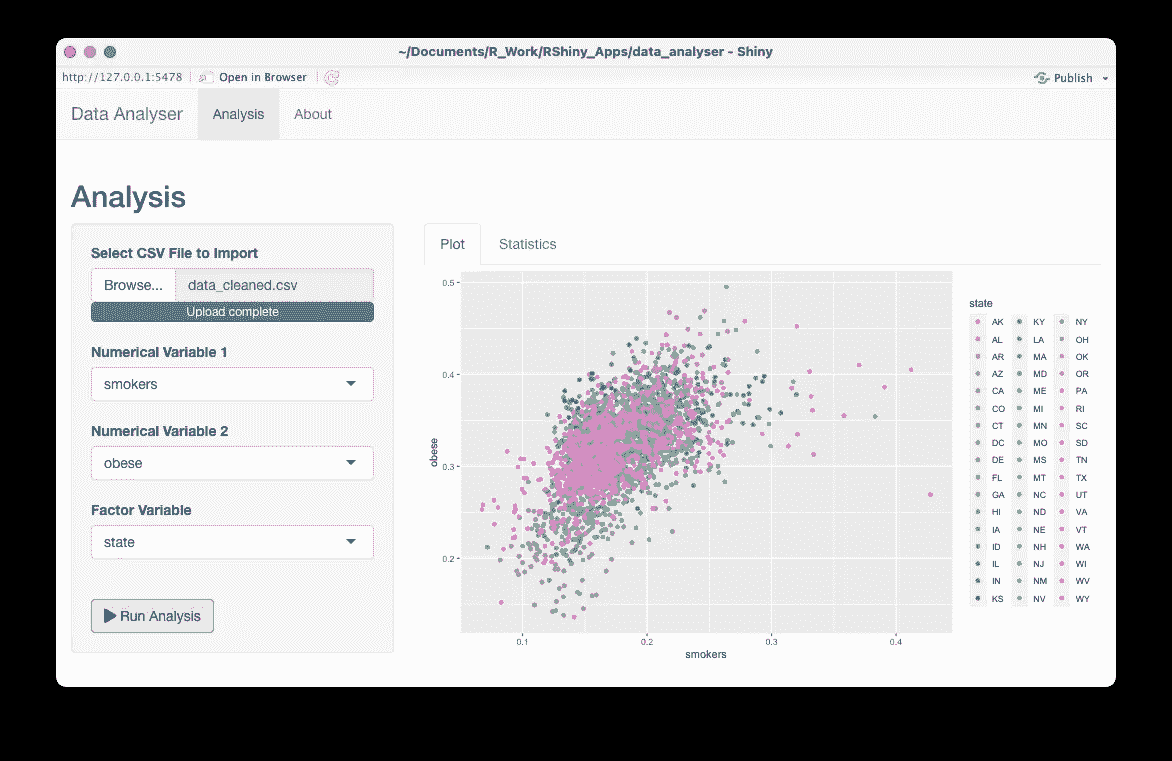 ~/Documents/R_Work/RShiny_Apps/data_analyser - Shiny
http://127.0.0.1:5478 Open in Browser Publish
Data Analyser Analysis About
Analysis
Select CSV File to Import
Browse... data_cleaned.csv
Upload complete
Numerical Variable 1
smokers
Numerical Variable 2
obese
Factor Variable
state
Run Analysis
Plot Statistics
0.5
0.4
0.3
0.2
obese
0.1 0.2 0.3 0.4
smokers
state
AK KY NY
AL LA OH
AR MA OK
AZ MD OR
CA ME PA
CO MI RI
CT MN SC
DC MO SD
DE MS TN
FL MT TX
GA NC UT
HI ND VA
IA NE VT
ID NH WA
IL NJ WI
IN NM WV
KS NV WY